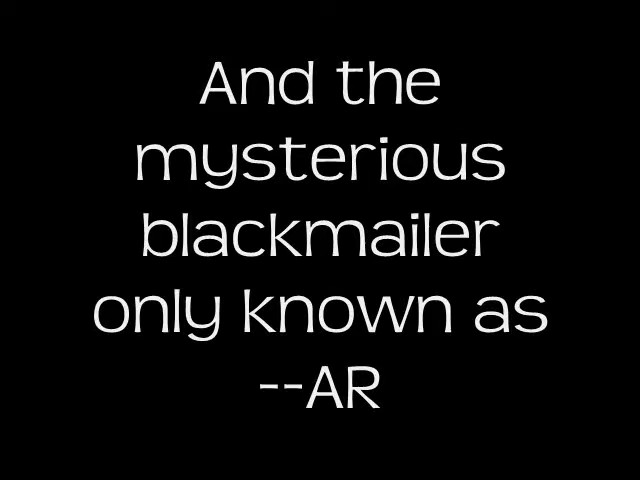 And the
mysterious
blackmailer
only known as
--AR